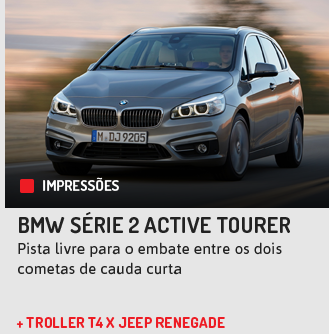 M DJ 9205
IMPRESSÕES
BMW SÉRIE 2 ACTIVE TOURER
Pista livre para o embate entre os dois
cometas de cauda curta
+ TROLLER T4 X JEEP RENEGADE